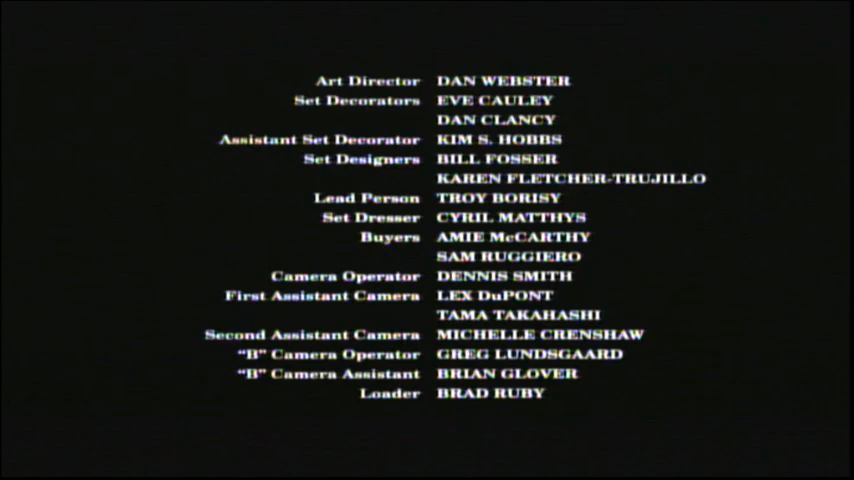 Art Director DAN WEBSTER
Set Decorators EVE CAULEY
DAN CLANCY
Assistant Set Decorator KIM S. HOBBS
Set Designers BILL FOSSER
KAREN FLETCHER-TRUJILLO
Lead Person TROY BORISY
Set Dresser CYRIL MATTHYS
Buyers AMIE McCARTHY
SAM RUGGIERO
Camera Operator DENNIS SMITH
First Assistant Camera LEX DuPONT
TAMA TAKAHASHI
Second Assistant Camera MICHELLE CRENSHAW
"B" Camera Operator GREG LUNDSGAARD
"B" Camera Assistant BRIAN GLOVER
Loader BRAD RUBY